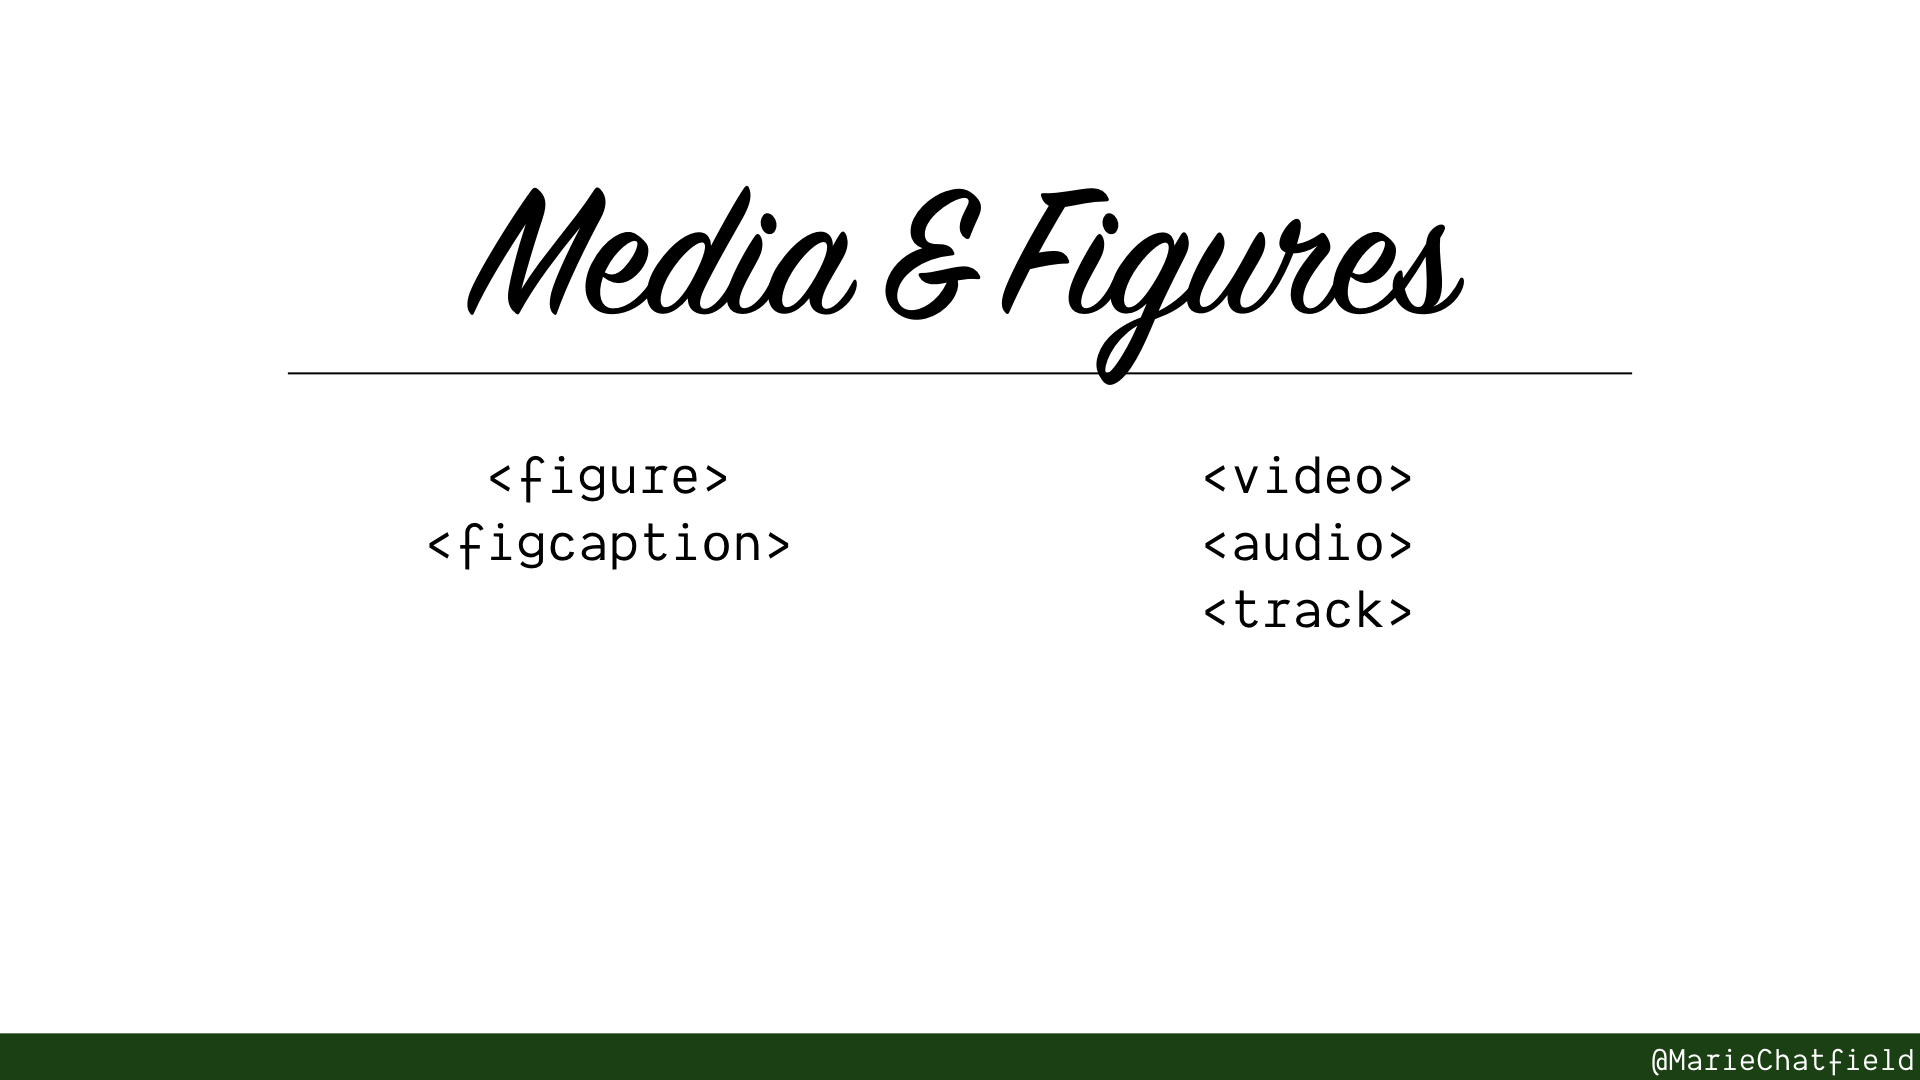 Media & Figures
<figure>
<figcaption>
<video>
<audio>
<track>
@MarieChatfield